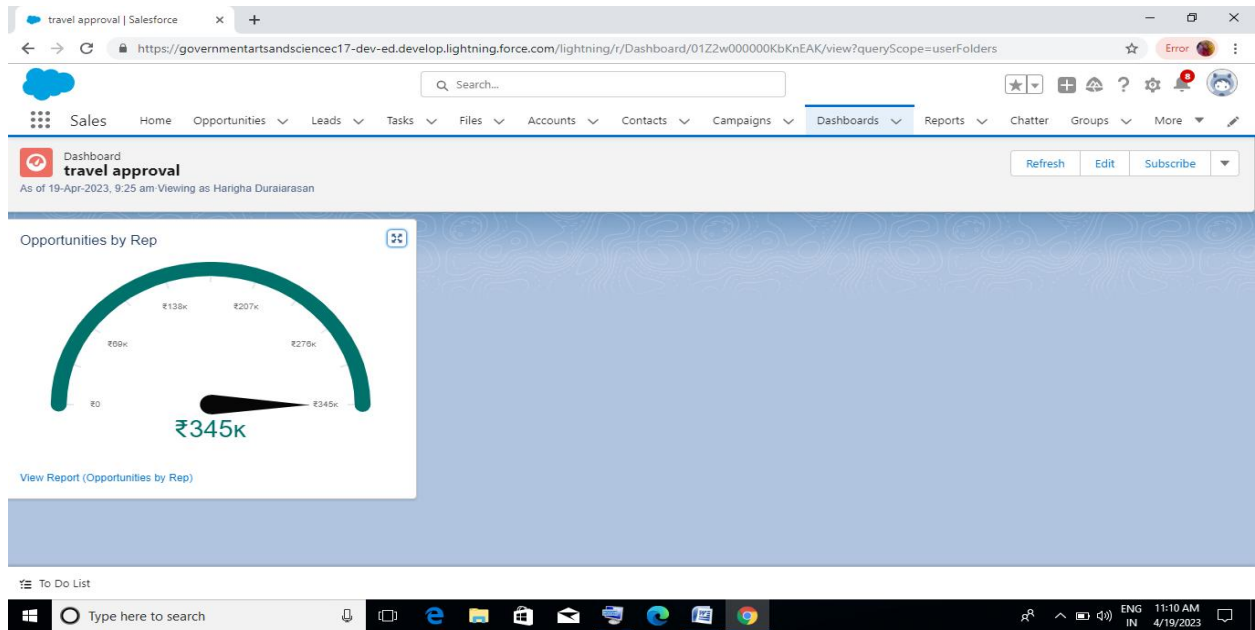 travel approval | Salesforce
https://governmentartsandsciencec17-dev-ed.develop.lightning.force.com/lightning/r/Dashboard/01Z2w000000KbKnEAK/view?queryScope=userFolders
Error
Search...
8
Sales Home Opportunities Leads Tasks Files Accounts Contacts Campaigns Dashboards Reports Chatter Groups More
Dashboard
travel approval
Refresh Edit Subscribe
As of 19-Apr-2023, 9:25 am·Viewing as Harigha Duraiarasan
Opportunities by Rep
₹138K ₹207K
₹69K ₹276K
₹0 ₹345K
₹345K
View Report (Opportunities by Rep)
To Do List
Type here to search
ENG 11:10 AM
IN 4/19/2023